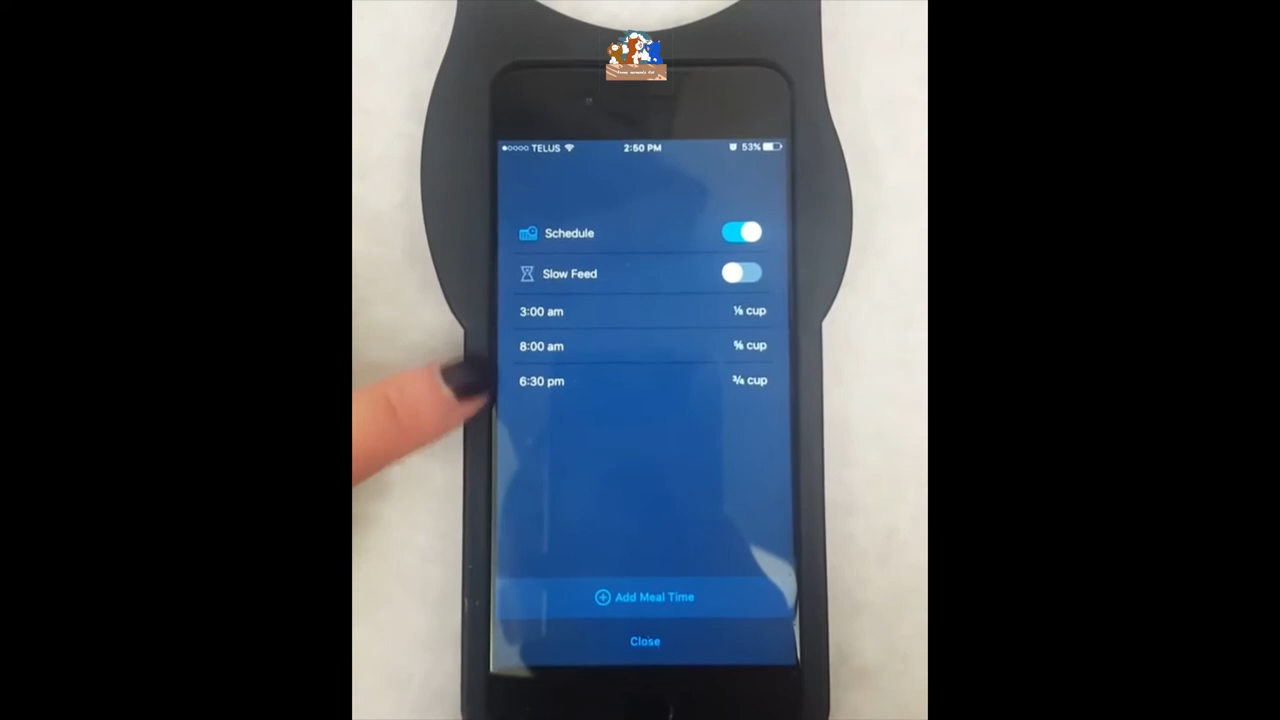 TELUS 2:50 PM 53%
Schedule
Slow Feed
3:00 am ⅛ cup
8:00 am ⅜ cup
6:30 pm ¾ cup
Add Meal Time
Close